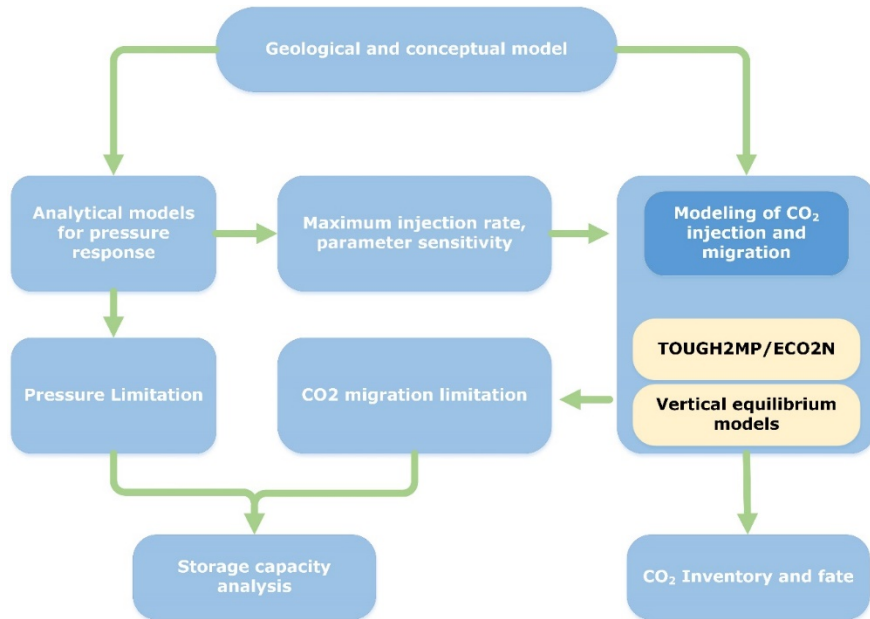 Geological and conceptual model
Analytical models
for pressure
response
Maximum injection rate,
parameter sensitivity
Modeling of CO₂
injection and
migration
TOUGH2MP/ECO2N
Vertical equilibrium
models
Pressure Limitation
CO2 migration limitation
Storage capacity
analysis
CO₂ Inventory and fate